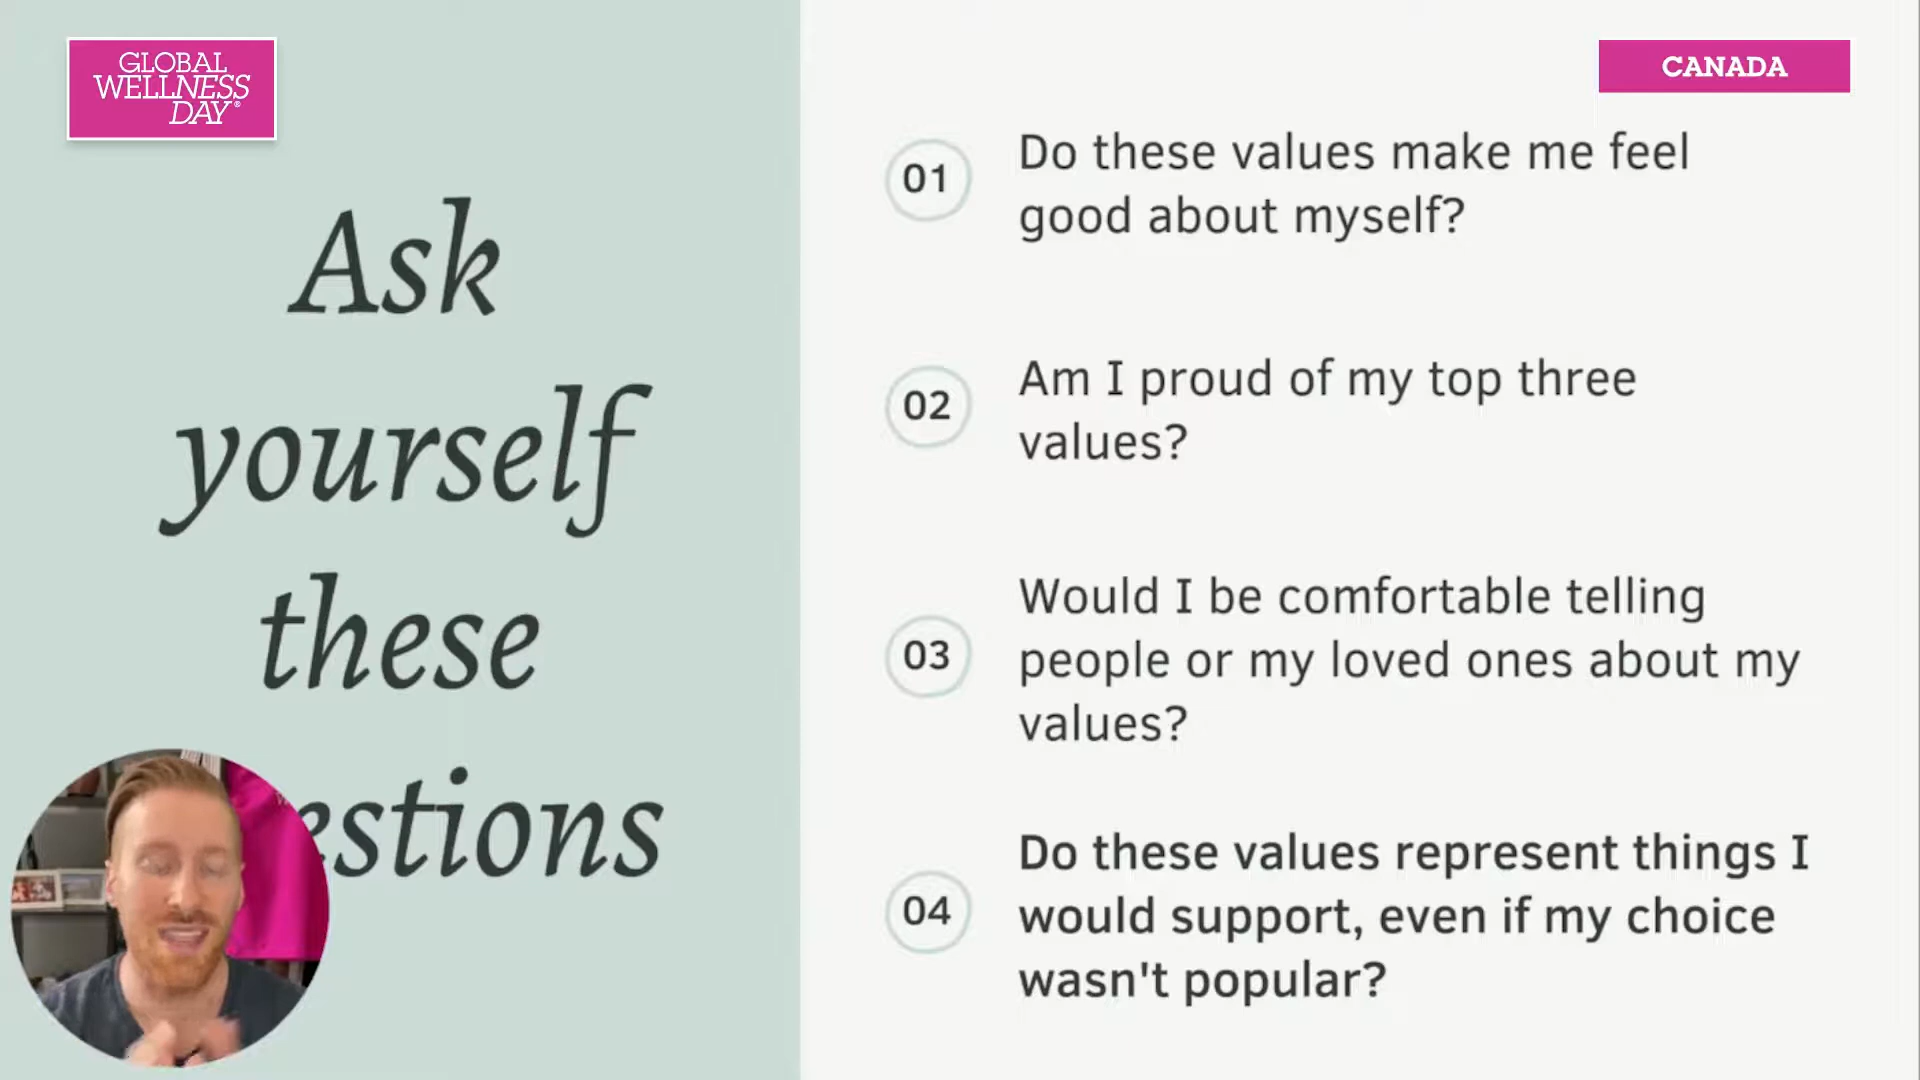 GLOBAL
WELLNESS
DAY®
CANADA
Ask
yourself
these
estions
01
Do these values make me feel
good about myself?
02
Am I proud of my top three
values?
03
Would I be comfortable telling
people or my loved ones about my
values?
04
Do these values represent things I
would support, even if my choice
wasn't popular?